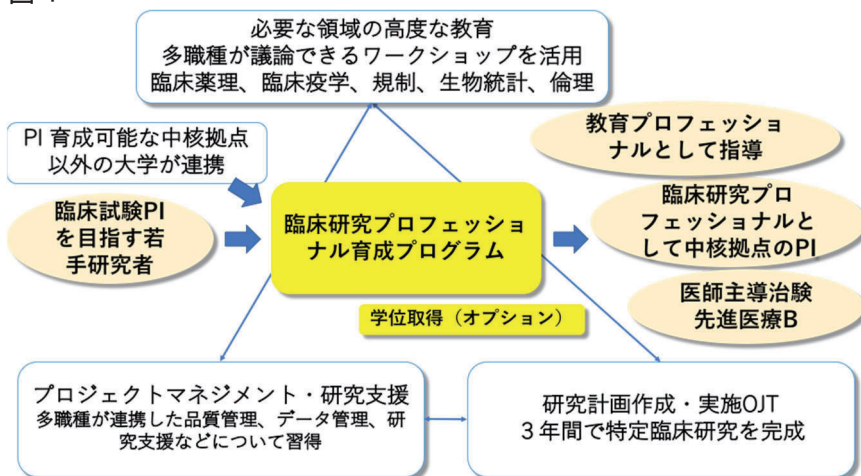 必要な領域の高度な教育
多職種が議論できるワークショップを活用
臨床薬理、臨床疫学、規制、生物統計、倫理
PI 育成可能な中核拠点
以外の大学が連携
臨床試験PI
を目指す若
手研究者
臨床研究プロフェッショ
ナル育成プログラム
学位取得（オプション）
教育プロフェッショ
ナルとして指導
臨床研究プロ
フェッショナルと
して中核拠点のPI
医師主導治験
先進医療B
プロジェクトマネジメント・研究支援
多職種が連携した品質管理、データ管理、研
究支援などについて習得
研究計画作成・実施OJT
３年間で特定臨床研究を完成